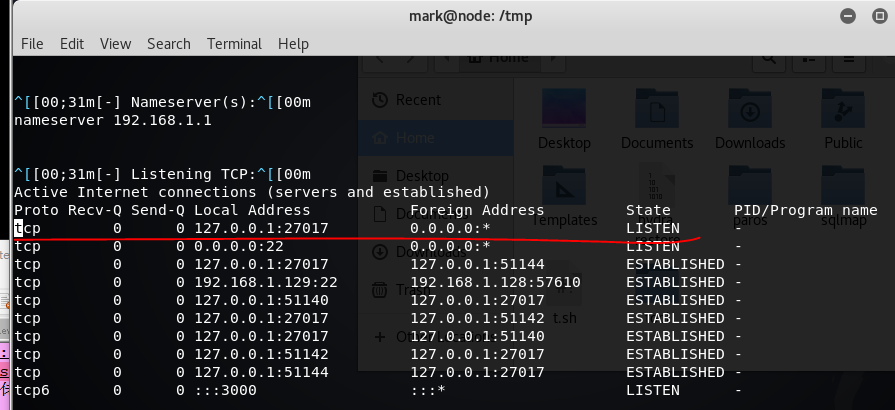 mark@node: /tmp
File Edit View Search Terminal Help
Home
^[[00;31m[-] Nameserver(s):^[[00m
nameserver 192.168.1.1
^[[00;31m[-] Listening TCP:^[[00m
Active Internet connections (servers and established)
Proto Recv-Q Send-Q Local Address Foreign Address State PID/Program name
tcp 0 0 127.0.0.1:27017 0.0.0.0:* LISTEN -
tcp 0 0 0.0.0.0:22 0.0.0.0:* LISTEN -
tcp 0 0 127.0.0.1:27017 127.0.0.1:51144 ESTABLISHED -
tcp 0 0 192.168.1.129:22 192.168.1.128:57610 ESTABLISHED -
tcp 0 0 127.0.0.1:51140 127.0.0.1:27017 ESTABLISHED -
tcp 0 0 127.0.0.1:27017 127.0.0.1:51142 ESTABLISHED -
tcp 0 0 127.0.0.1:27017 127.0.0.1:51140 ESTABLISHED -
tcp 0 0 127.0.0.1:51142 127.0.0.1:27017 ESTABLISHED -
tcp 0 0 127.0.0.1:51144 127.0.0.1:27017 ESTABLISHED -
tcp6 0 0 :::3000 :::* LISTEN -
Recent
Home
Desktop
Documents
Downloads
Trash
Desktop Documents Downloads Public
Templates paros sqlmap
t.sh